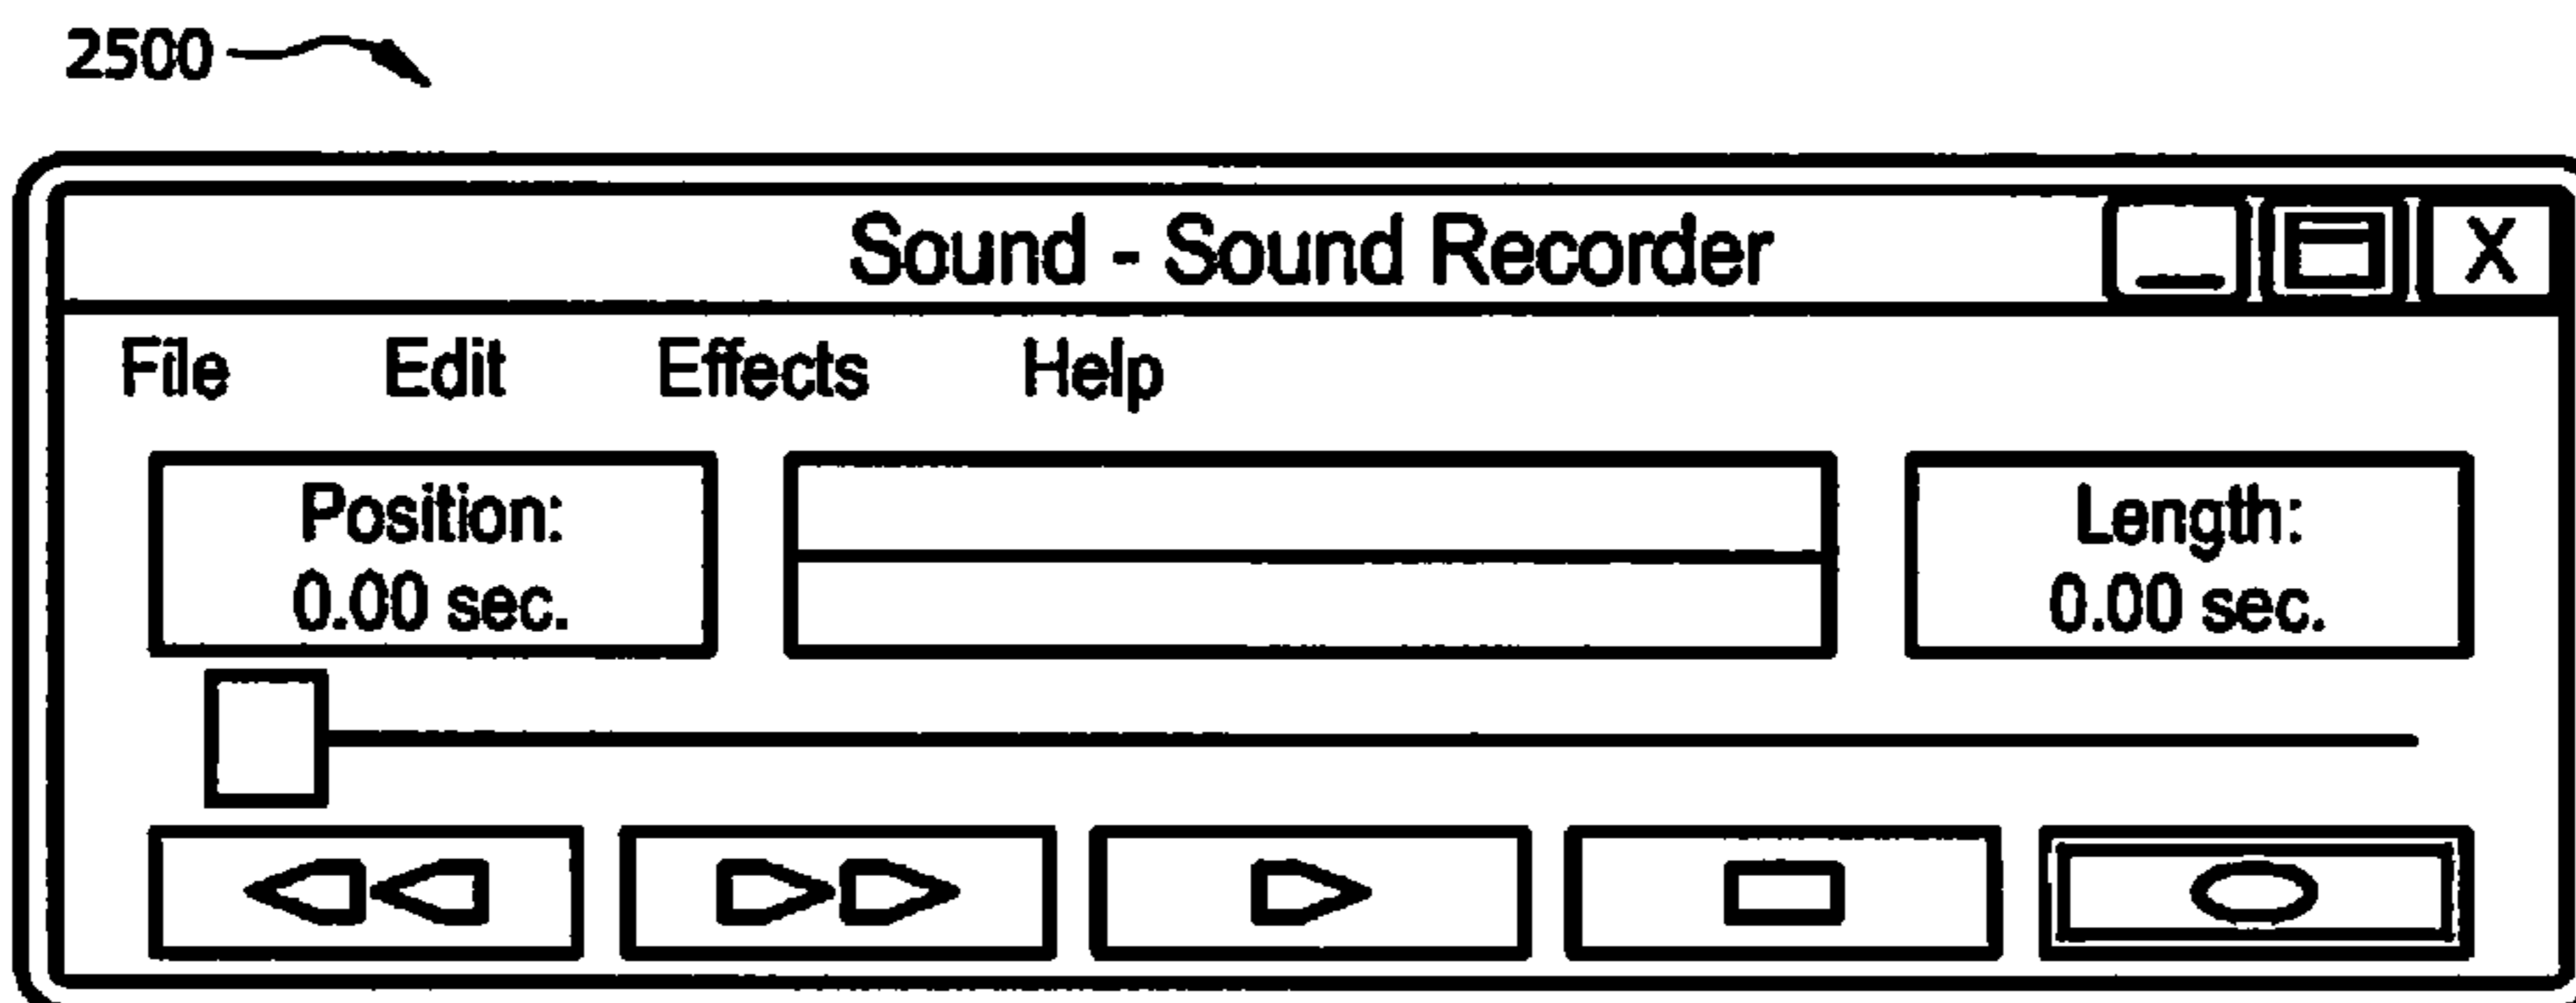 2500
Sound - Sound Recorder X
File Edit Effects Help
Position:
0.00 sec.
Length:
0.00 sec.